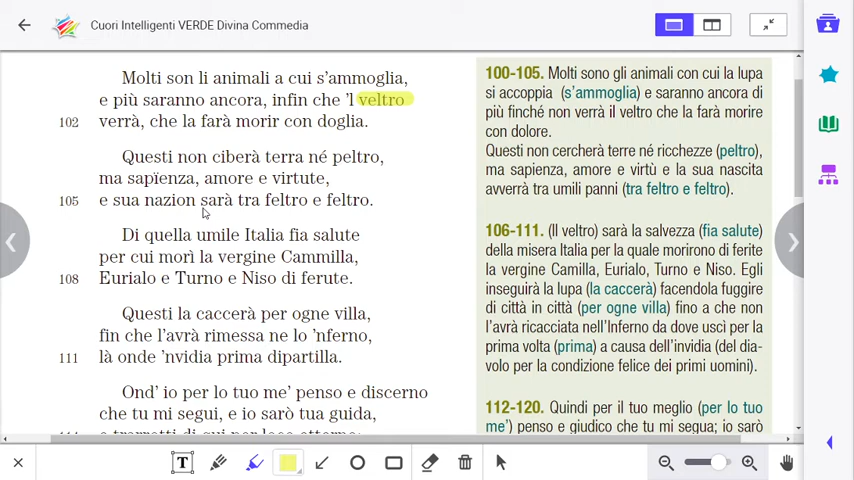 Cuori Intelligenti VERDE Divina Commedia
Molti son li animali a cui s'ammoglia,
e più saranno ancora, infin che 'l veltro
102 verrà, che la farà morir con doglia.
Questi non ciberà terra né peltro,
ma sapïenza, amore e virtute,
105 e sua nazion sarà tra feltro e feltro.
Di quella umile Italia fia salute
per cui morì la vergine Cammilla,
108 Eurialo e Turno e Niso di ferute.
Questi la caccerà per ogne villa,
fin che l'avrà rimessa ne lo 'nferno,
111 là onde 'nvidia prima dipartilla.
Ond' io per lo tuo me' penso e discerno
che tu mi segui, e io sarò tua guida,
100-105. Molti sono gli animali con cui la lupa
si accoppia (s'ammoglia) e saranno ancora di
più finché non verrà il veltro che la farà morire
con dolore.
Questi non cercherà terre né ricchezze (peltro),
ma sapienza, amore e virtù e la sua nascita
avverrà tra umili panni (tra feltro e feltro).
106-111. (Il veltro) sarà la salvezza (fia salute)
della misera Italia per la quale morirono di ferite
la vergine Camilla, Eurialo, Turno e Niso. Egli
inseguirà la lupa (la caccerà) facendola fuggire
di città in città (per ogne villa) fino a che non
l'avrà ricacciata nell'Inferno da dove uscì per la
prima volta (prima) a causa dell'invidia (del dia-
volo per la condizione felice dei primi uomini).
112-120. Quindi per il tuo meglio (per lo tuo
me') penso e giudico che tu mi segua; io sarò
T